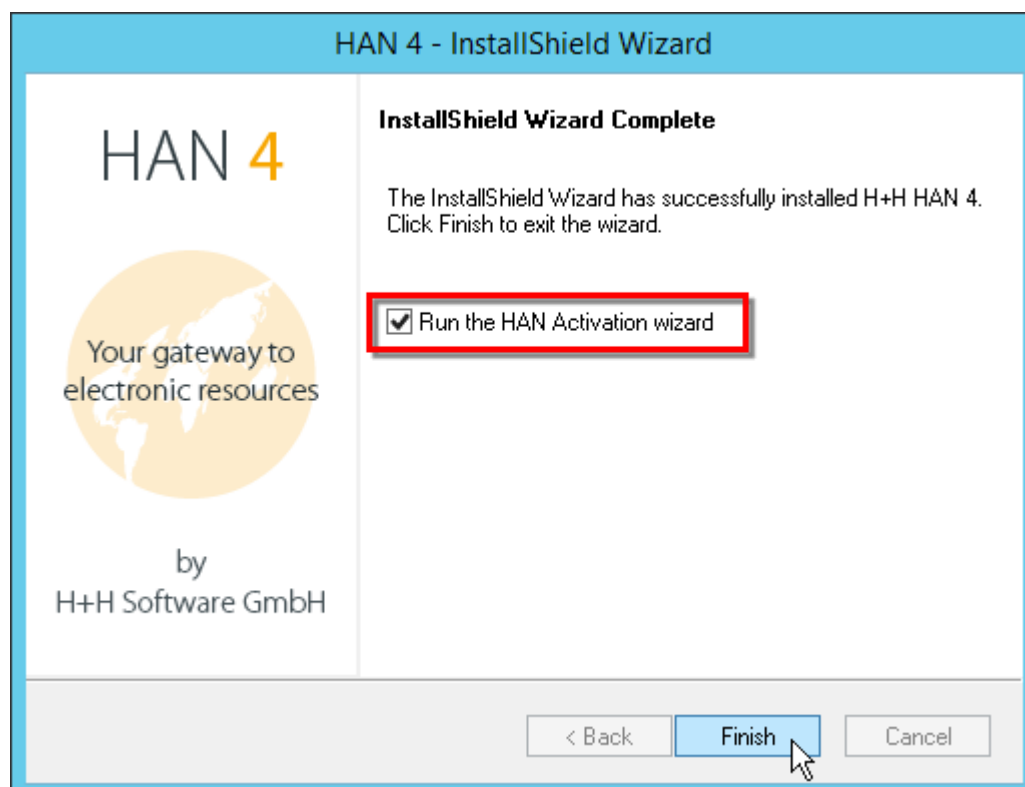 HAN 4 - InstallShield Wizard
HAN 4
Your gateway to
electronic resources
by
H+H Software GmbH
InstallShield Wizard Complete
The InstallShield Wizard has successfully installed H+H HAN 4.
Click Finish to exit the wizard.
Run the HAN Activation wizard
< Back
Finish
Cancel